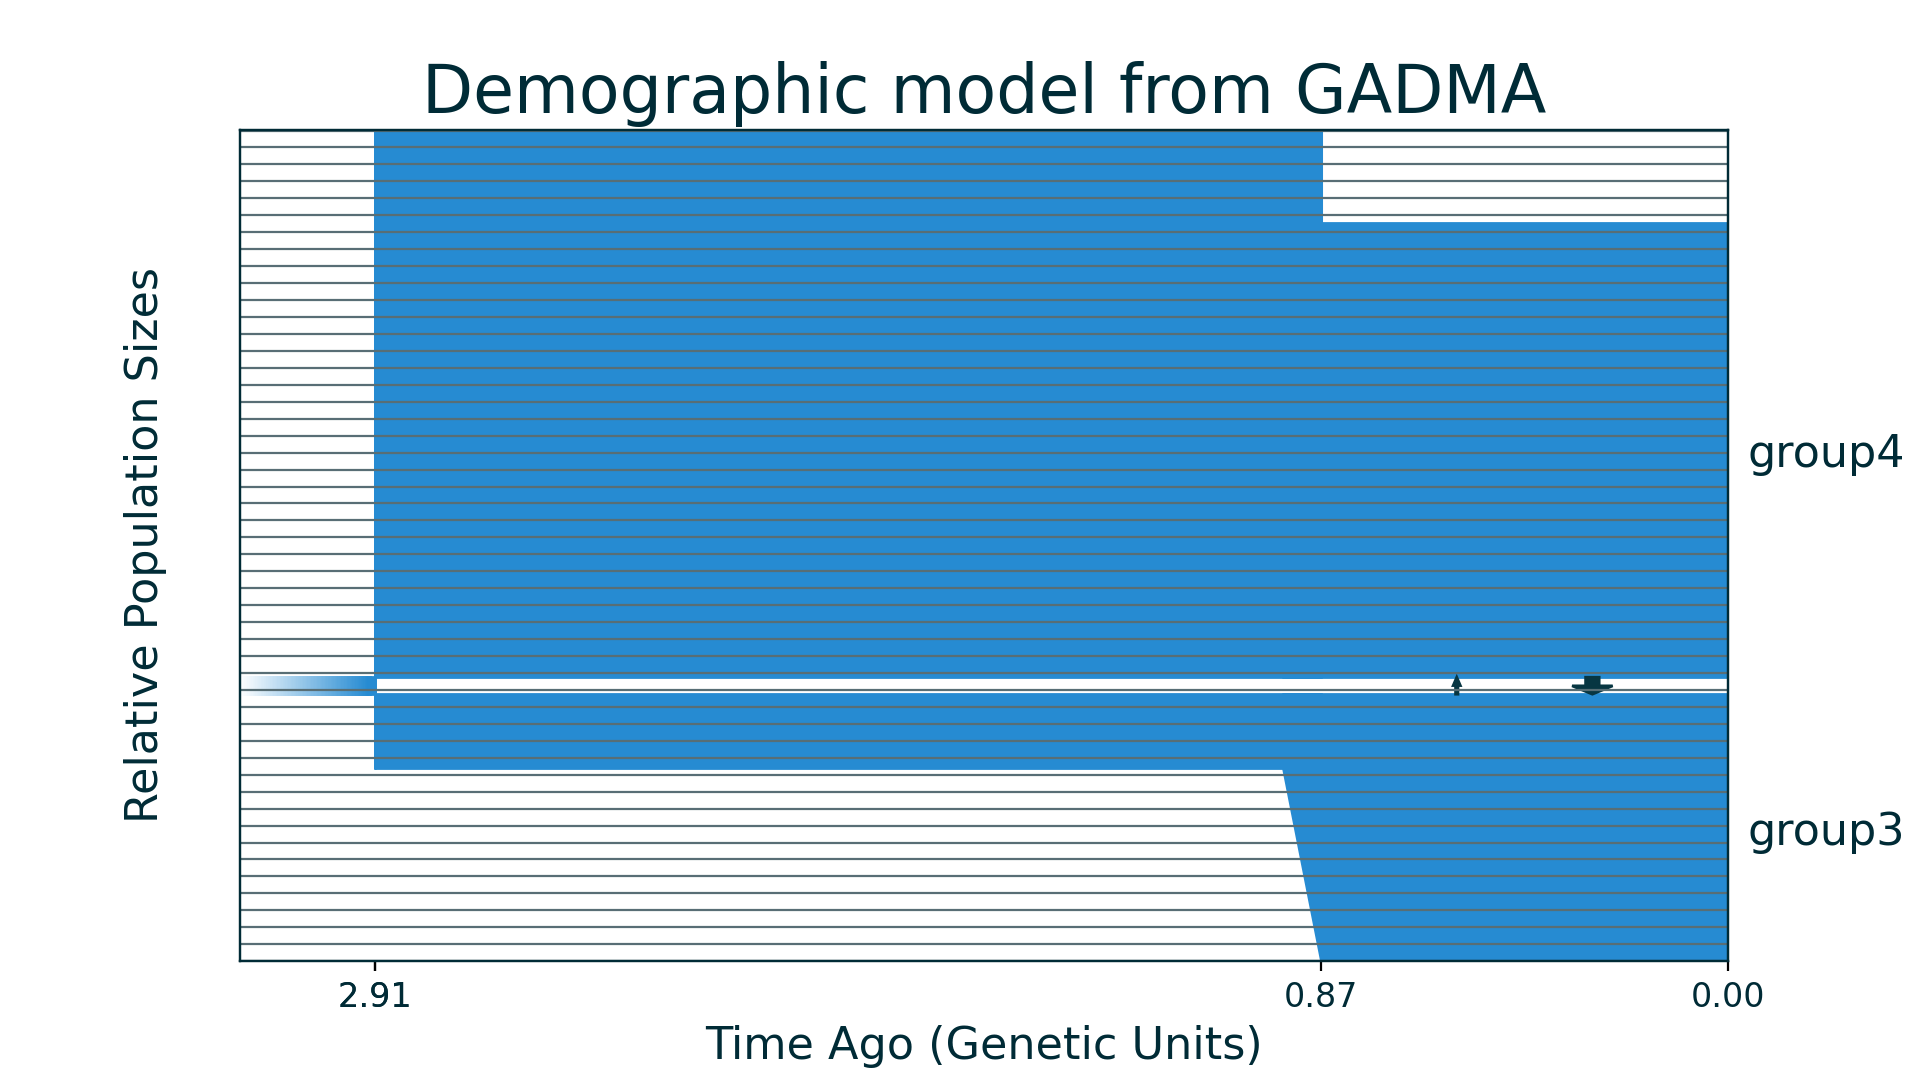 Demographic model from GADMA
Relative Population Sizes
group4
group3
2.91
0.87
0.00
Time Ago (Genetic Units)